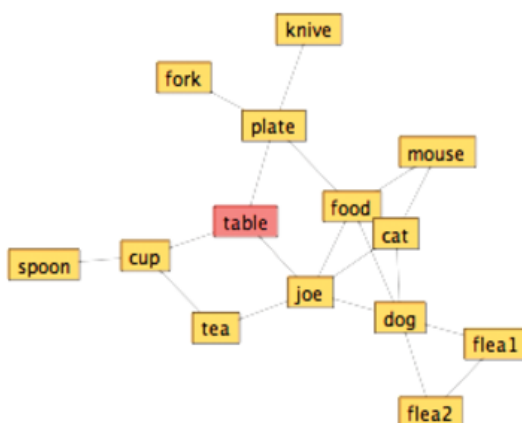 knive
fork
plate
mouse
food
table
cat
cup
spoon
joe
dog
tea
flea1
flea2